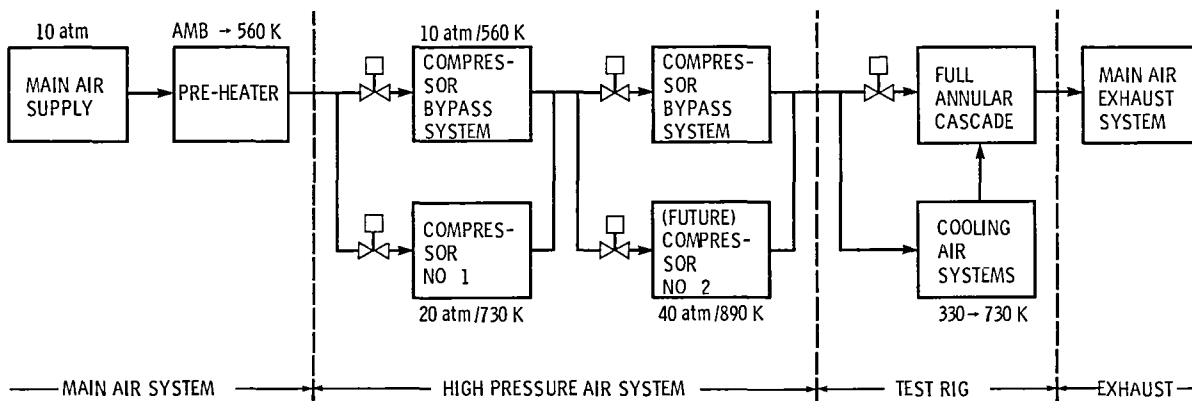 10 atm
MAIN AIR
SUPPLY
AMB → 560 K
PRE-HEATER
10 atm/560 K
COMPRES-
SOR
BYPASS
SYSTEM
COMPRES-
SOR
BYPASS
SYSTEM
FULL
ANNULAR
CASCADE
MAIN AIR
EXHAUST
SYSTEM
COMPRES-
SOR
NO 1
20 atm/730 K
(FUTURE)
COMPRES-
SOR
NO 2
40 atm/890 K
COOLING
AIR
SYSTEMS
330→ 730 K
MAIN AIR SYSTEM
HIGH PRESSURE AIR SYSTEM
TEST RIG
EXHAUST